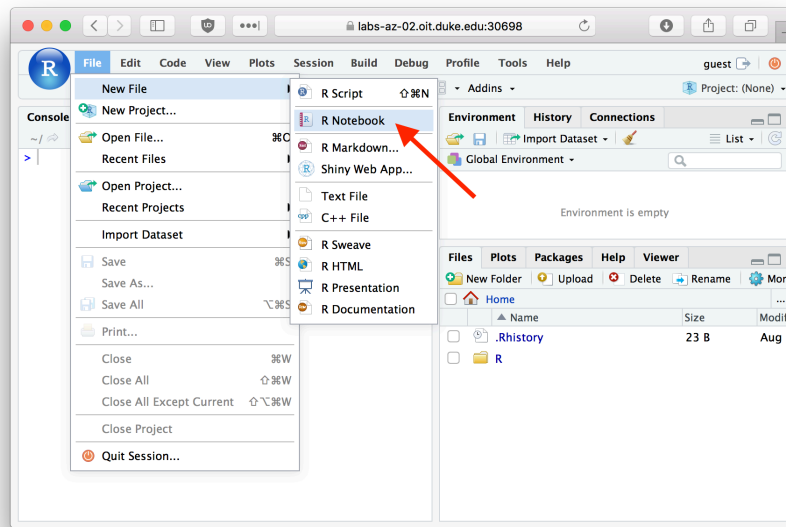 labs-az-02.oit.duke.edu:30698
R File Edit Code View Plots Session Build Debug Profile Tools Help guest
Addins Project: (None)
New File
New Project...
Open File... ⌘O
Recent Files
Open Project...
Recent Projects
Import Dataset
Save ⌘S
Save As...
Save All ⌥⌘S
Print...
Close ⌘W
Close All ⇧⌘W
Close All Except Current ⇧⌥⌘W
Close Project
Quit Session...
R Script ⇧⌘N
R Notebook
R Markdown...
Shiny Web App...
Text File
C++ File
R Sweave
R HTML
R Presentation
R Documentation
Console
~/
>
Environment History Connections
Import Dataset List
Global Environment
Environment is empty
Files Plots Packages Help Viewer
New Folder Upload Delete Rename Mor
Home ...
Name Size Modif
.Rhistory 23 B Aug
R